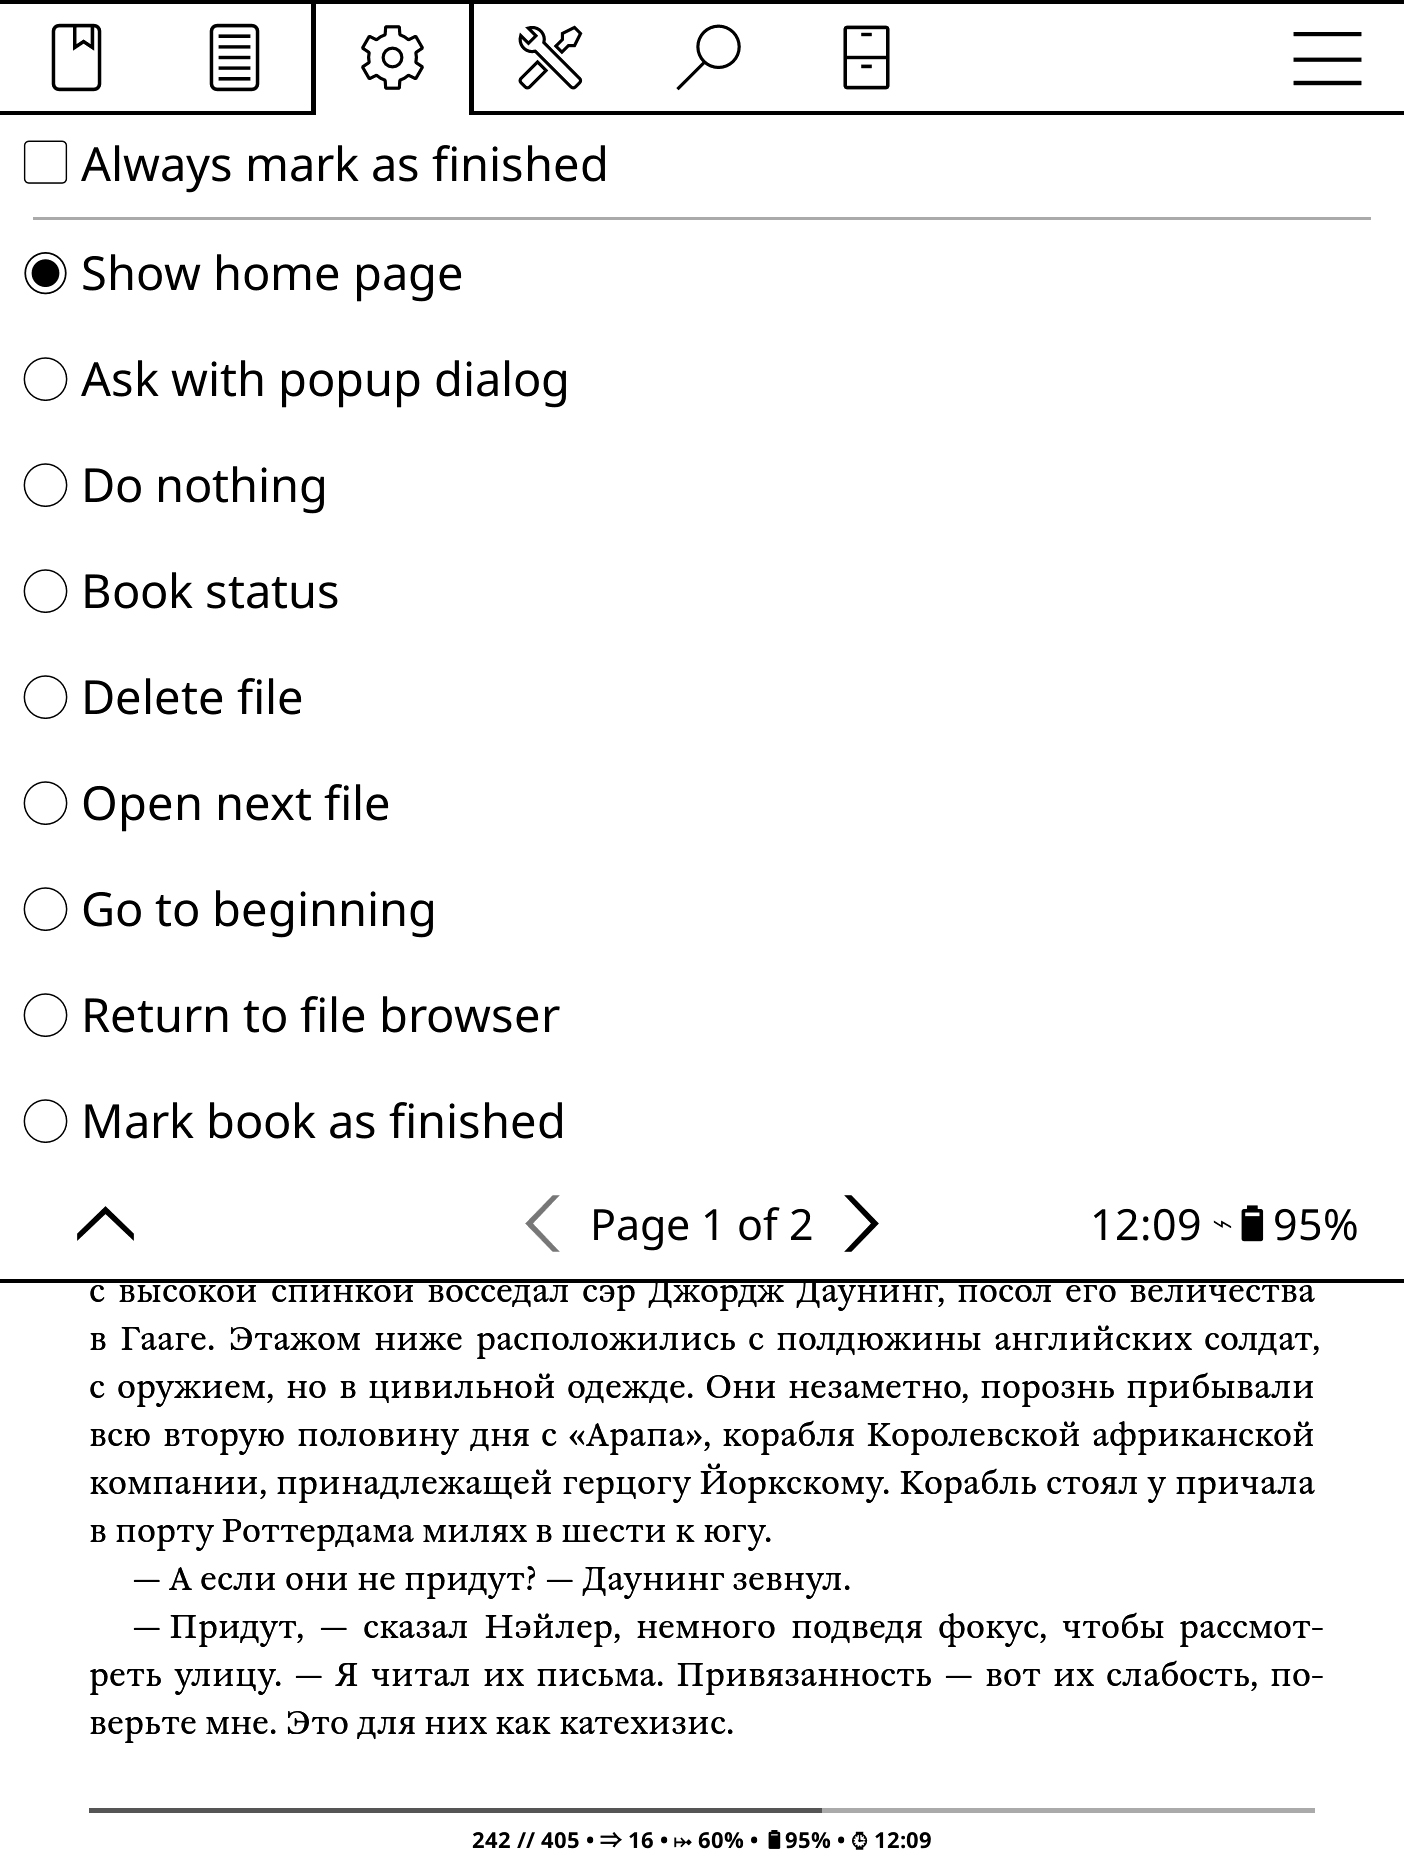 Always mark as finished
Show home page
Ask with popup dialog
Do nothing
Book status
Delete file
Open next file
Go to beginning
Return to file browser
Mark book as finished
Page 1 of 2
12:09 95%
с высокой спинкой восседал сэр Джордж Даунинг, посол его величества
в Гааге. Этажом ниже расположились с полдюжины английских солдат,
с оружием, но в цивильной одежде. Они незаметно, порознь прибывали
всю вторую половину дня с «Арапа», корабля Королевской африканской
компании, принадлежащей герцогу Йоркскому. Корабль стоял у причала
в порту Роттердама милях в шести к югу.
— А если они не придут? — Даунинг зевнул.
— Придут, — сказал Нэйлер, немного подведя фокус, чтобы рассмот-
реть улицу. — Я читал их письма. Привязанность — вот их слабость, по-
верьте мне. Это для них как катехизис.
242 // 405 • ⇒ 16 • ⤠ 60% • 95% • 12:09